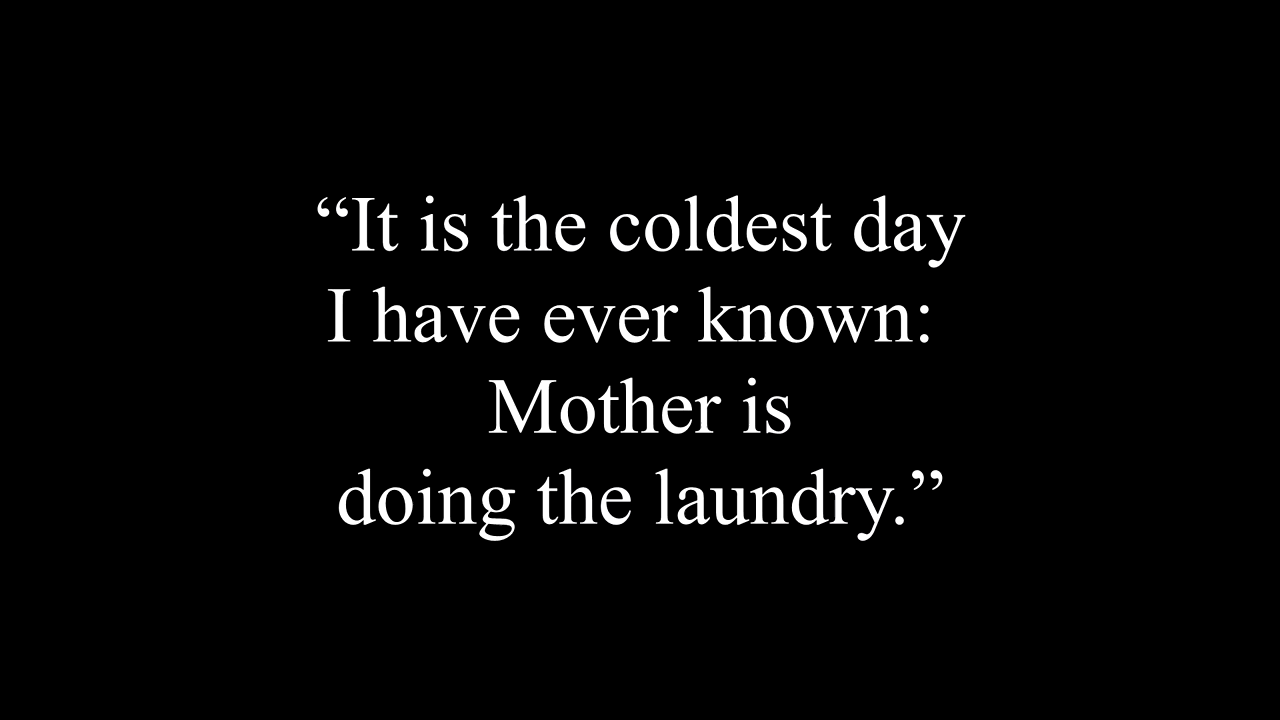 “It is the coldest day
I have ever known:
Mother is
doing the laundry.”